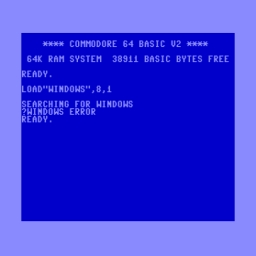 **** COMMODORE 64 BASIC V2 ****
64K RAM SYSTEM  38911 BASIC BYTES FREE
READY.
LOAD"WINDOWS",8,1
SEARCHING FOR WINDOWS
?WINDOWS ERROR
READY.